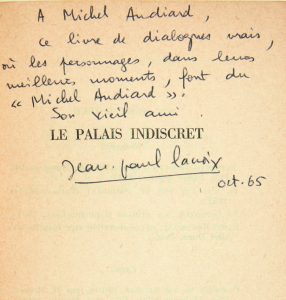 A Michel Audiard,
ce livre de dialogues vrais,
où les personnages, dans leurs
meilleurs moments, font du
« Michel Audiard ».
Son vieil ami.
LE PALAIS INDISCRET
Jean-Paul Lacroix
oct. 65